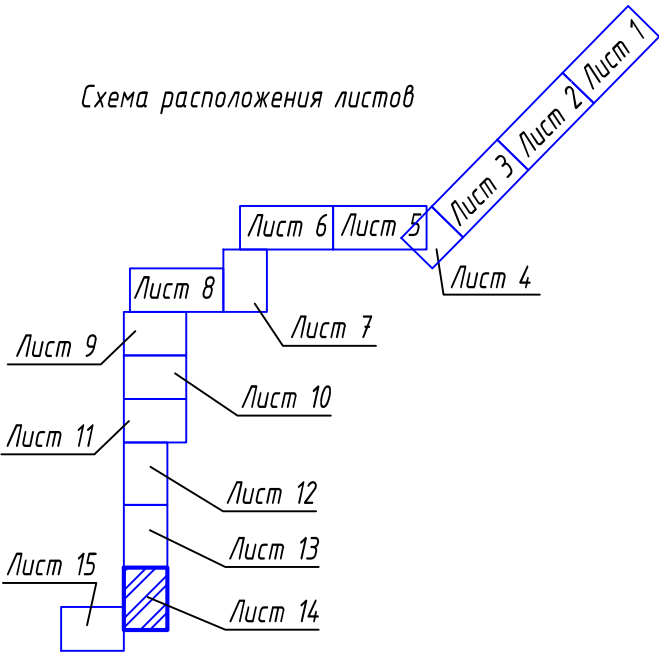 Схема расположения листов
Лист 1
Лист 2
Лист 3
Лист 4
Лист 5
Лист 6
Лист 7
Лист 8
Лист 9
Лист 10
Лист 11
Лист 12
Лист 13
Лист 14
Лист 15